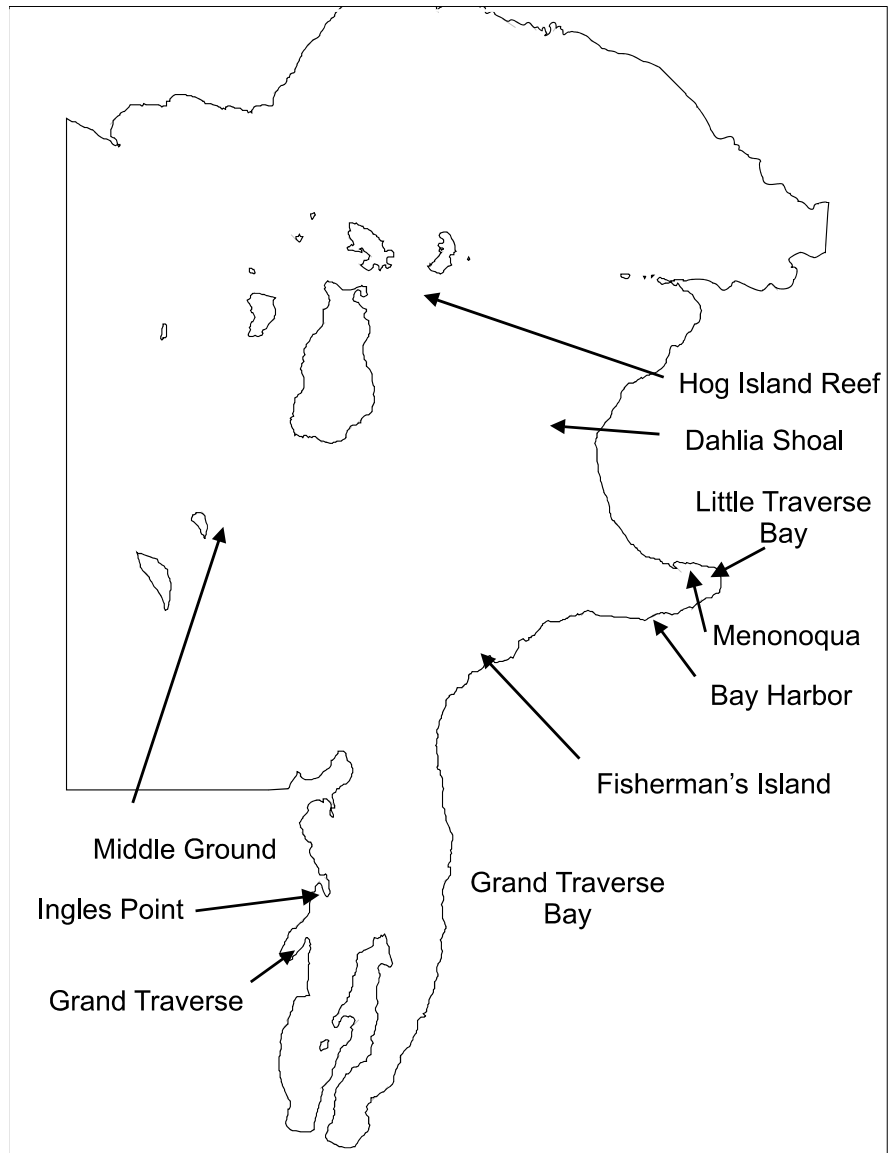 Hog Island Reef
Dahlia Shoal
Little Traverse
Bay
Menonoqua
Bay Harbor
Fisherman's Island
Middle Ground
Grand Traverse
Bay
Ingles Point
Grand Traverse